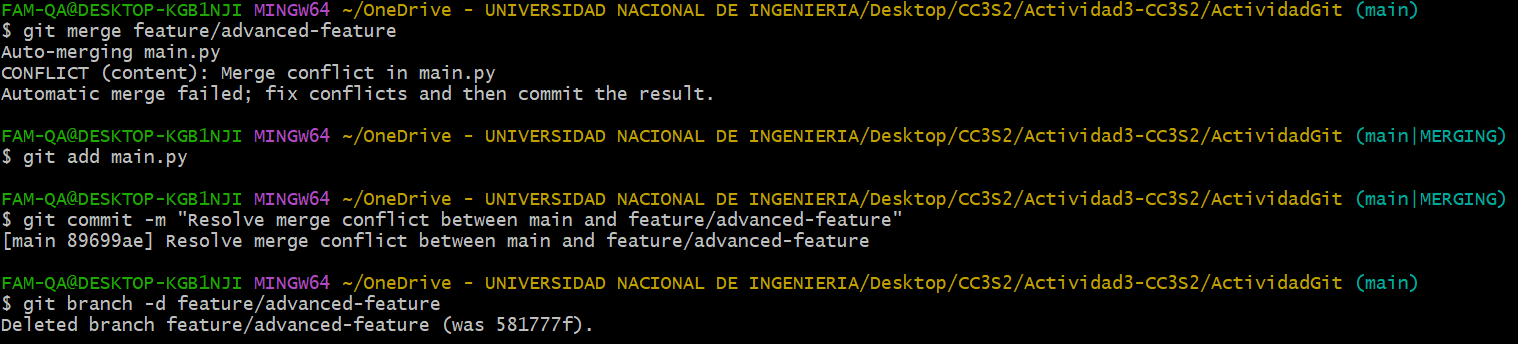 FAM-QA@DESKTOP-KGB1NJI MINGW64 ~/OneDrive - UNIVERSIDAD NACIONAL DE INGENIERIA/Desktop/CC3S2/Actividad3-CC3S2/ActividadGit (main)
$ git merge feature/advanced-feature
Auto-merging main.py
CONFLICT (content): Merge conflict in main.py
Automatic merge failed; fix conflicts and then commit the result.
FAM-QA@DESKTOP-KGB1NJI MINGW64 ~/OneDrive - UNIVERSIDAD NACIONAL DE INGENIERIA/Desktop/CC3S2/Actividad3-CC3S2/ActividadGit (main|MERGING)
$ git add main.py
FAM-QA@DESKTOP-KGB1NJI MINGW64 ~/OneDrive - UNIVERSIDAD NACIONAL DE INGENIERIA/Desktop/CC3S2/Actividad3-CC3S2/ActividadGit (main|MERGING)
$ git commit -m "Resolve merge conflict between main and feature/advanced-feature"
[main 89699ae] Resolve merge conflict between main and feature/advanced-feature
FAM-QA@DESKTOP-KGB1NJI MINGW64 ~/OneDrive - UNIVERSIDAD NACIONAL DE INGENIERIA/Desktop/CC3S2/Actividad3-CC3S2/ActividadGit (main)
$ git branch -d feature/advanced-feature
Deleted branch feature/advanced-feature (was 581777f).